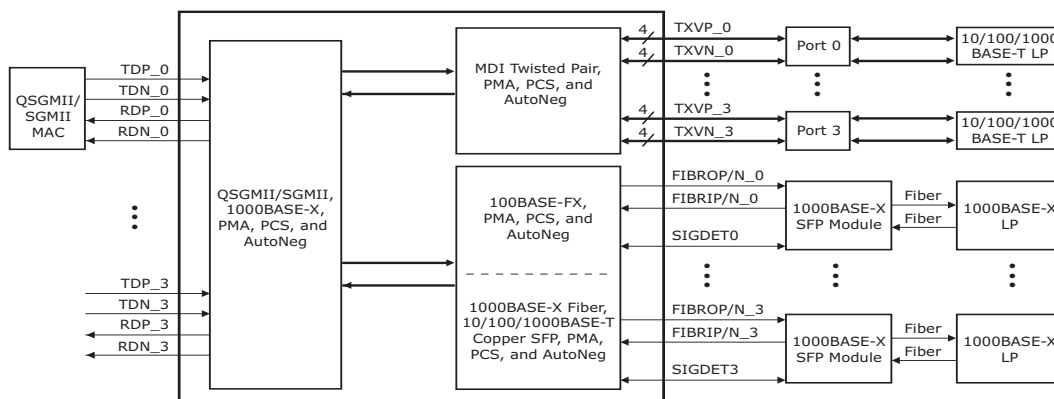 QSGMII/
SGMII
MAC
TDP_0
TDN_0
RDP_0
RDN_0
TDP_3
TDN_3
RDP_3
RDN_3
QSGMII/SGMII,
1000BASE-X,
PMA, PCS, and
AutoNeg
MDI Twisted Pair,
PMA, PCS, and
AutoNeg
100BASE-FX,
PMA, PCS, and
AutoNeg
1000BASE-X Fiber,
10/100/1000BASE-T
Copper SFP, PMA,
PCS, and AutoNeg
4 TXVP_0
4 TXVN_0
4 TXVP_3
4 TXVN_3
Port 0
Port 3
10/100/1000
BASE-T LP
10/100/1000
BASE-T LP
FIBROP/N_0
FIBRIP/N_0
SIGDET0
1000BASE-X
SFP Module
Fiber
Fiber
1000BASE-X
LP
FIBROP/N_3
FIBRIP/N_3
SIGDET3
1000BASE-X
SFP Module
Fiber
Fiber
1000BASE-X
LP